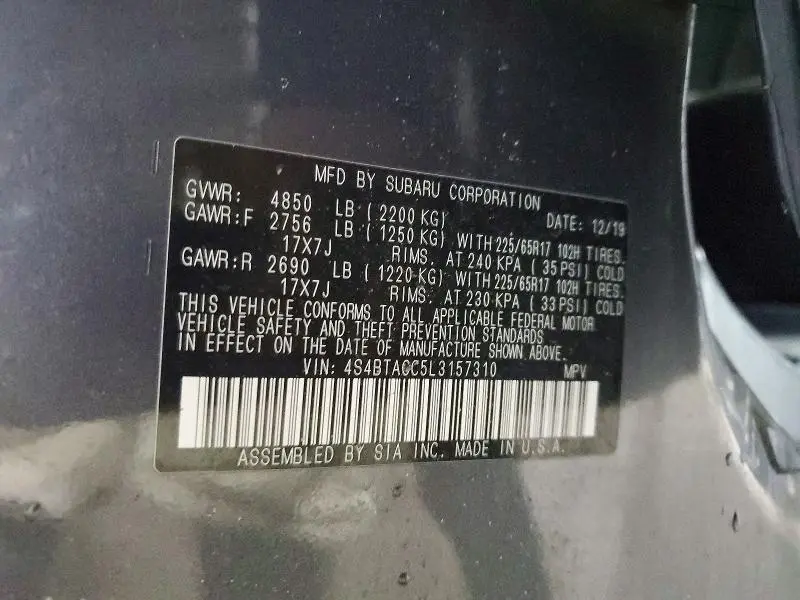 MFD BY SUBARU CORPORATION
GVWR: 4850 LB ( 2200 KG) DATE: 12/19
GAWR:F 2756 LB ( 1250 KG) WITH 225/65R17 102H TIRES.
17X7J RIMS. AT 240 KPA ( 35 PSI) COLD
GAWR:R 2690 LB ( 1220 KG) WITH 225/65R17 102H TIRES.
17X7J RIMS. AT 230 KPA ( 33 PSI) COLD
THIS VEHICLE CONFORMS TO ALL APPLICABLE FEDERAL MOTOR
VEHICLE SAFETY AND THEFT PREVENTION STANDARDS
IN EFFECT ON THE DATE OF MANUFACTURE SHOWN ABOVE.
VIN: 4S4BTACC5L3157310 MPV
ASSEMBLED BY SIA INC. MADE IN U.S.A.